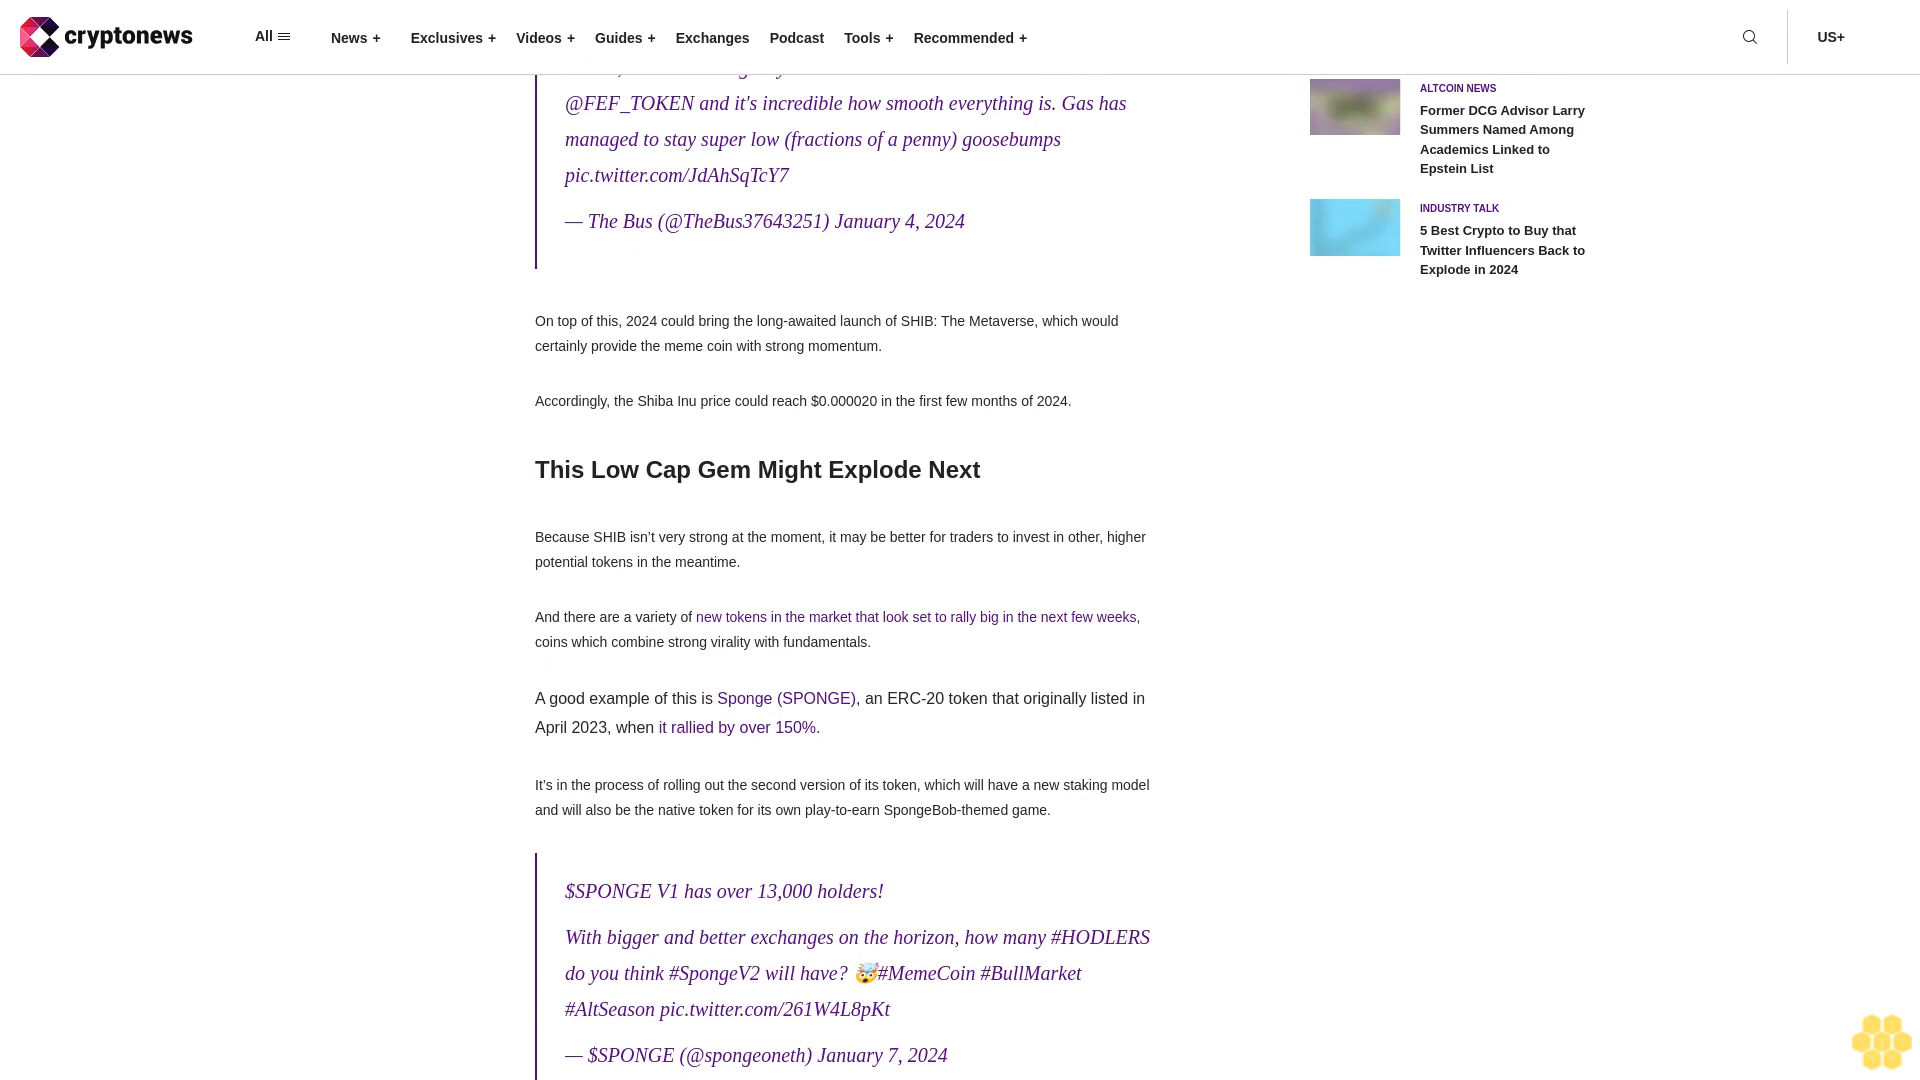 cryptonews
All
News +
Exclusives +
Videos +
Guides +
Exchanges
Podcast
Tools +
Recommended +
US+
@FEF_TOKEN and it's incredible how smooth everything is. Gas has
managed to stay super low (fractions of a penny) goosebumps
pic.twitter.com/JdAhSqTcY7
— The Bus (@TheBus37643251) January 4, 2024
On top of this, 2024 could bring the long-awaited launch of SHIB: The Metaverse, which would
certainly provide the meme coin with strong momentum.
Accordingly, the Shiba Inu price could reach $0.000020 in the first few months of 2024.
This Low Cap Gem Might Explode Next
Because SHIB isn’t very strong at the moment, it may be better for traders to invest in other, higher
potential tokens in the meantime.
And there are a variety of new tokens in the market that look set to rally big in the next few weeks,
coins which combine strong virality with fundamentals.
A good example of this is Sponge (SPONGE), an ERC-20 token that originally listed in
April 2023, when it rallied by over 150%.
It’s in the process of rolling out the second version of its token, which will have a new staking model
and will also be the native token for its own play-to-earn SpongeBob-themed game.
$SPONGE V1 has over 13,000 holders!
With bigger and better exchanges on the horizon, how many #HODLERS
do you think #SpongeV2 will have? 🤯#MemeCoin #BullMarket
#AltSeason pic.twitter.com/261W4L8pKt
— $SPONGE (@spongeoneth) January 7, 2024
ALTCOIN NEWS
Former DCG Advisor Larry
Summers Named Among
Academics Linked to
Epstein List
INDUSTRY TALK
5 Best Crypto to Buy that
Twitter Influencers Back to
Explode in 2024